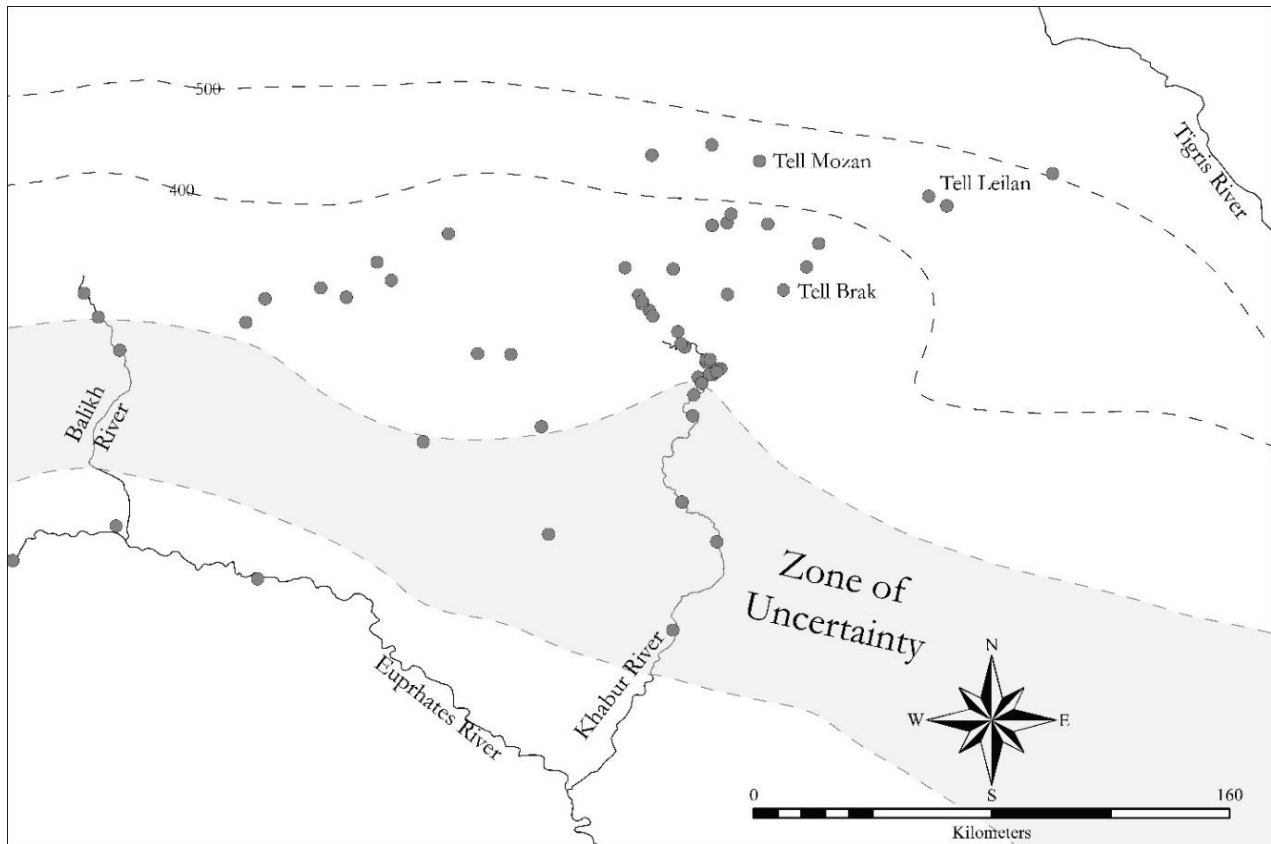 500
400
Tell Mozan
Tell Leilan
Tigris River
Tell Brak
Balikh
River
Zone of
Uncertainty
Euprhates River
Khabur River
N
W
E
S
0
160
Kilometers